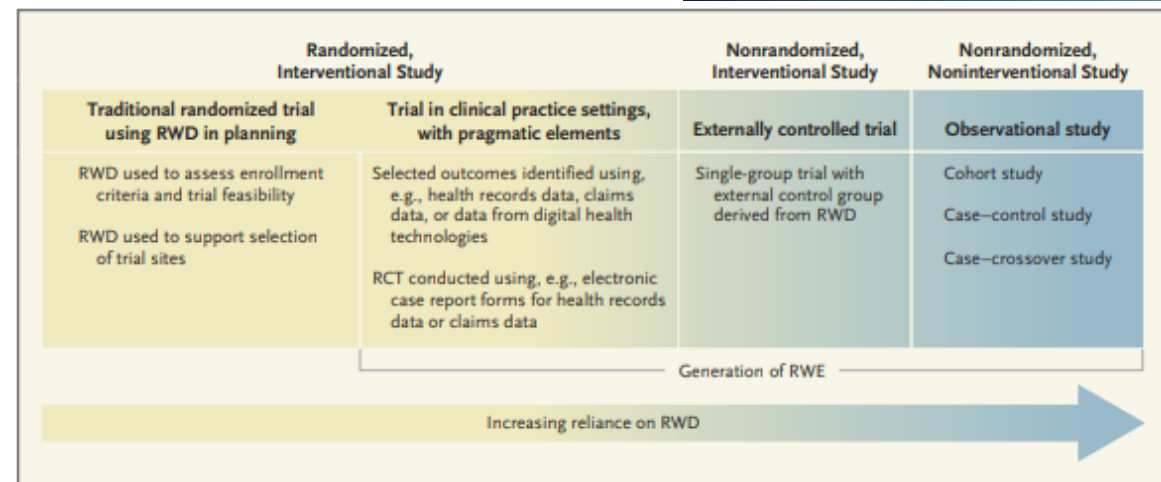 Randomized,
Interventional Study
Nonrandomized,
Interventional Study
Nonrandomized,
Noninterventional Study
Traditional randomized trial
using RWD in planning
Trial in clinical practice settings,
with pragmatic elements
Externally controlled trial
Observational study
RWD used to assess enrollment
criteria and trial feasibility
RWD used to support selection
of trial sites
Selected outcomes identified using,
e.g., health records data, claims
data, or data from digital health
technologies
RCT conducted using, e.g., electronic
case report forms for health records
data or claims data
Single-group trial with
external control group
derived from RWD
Cohort study
Case–control study
Case–crossover study
Generation of RWE
Increasing reliance on RWD